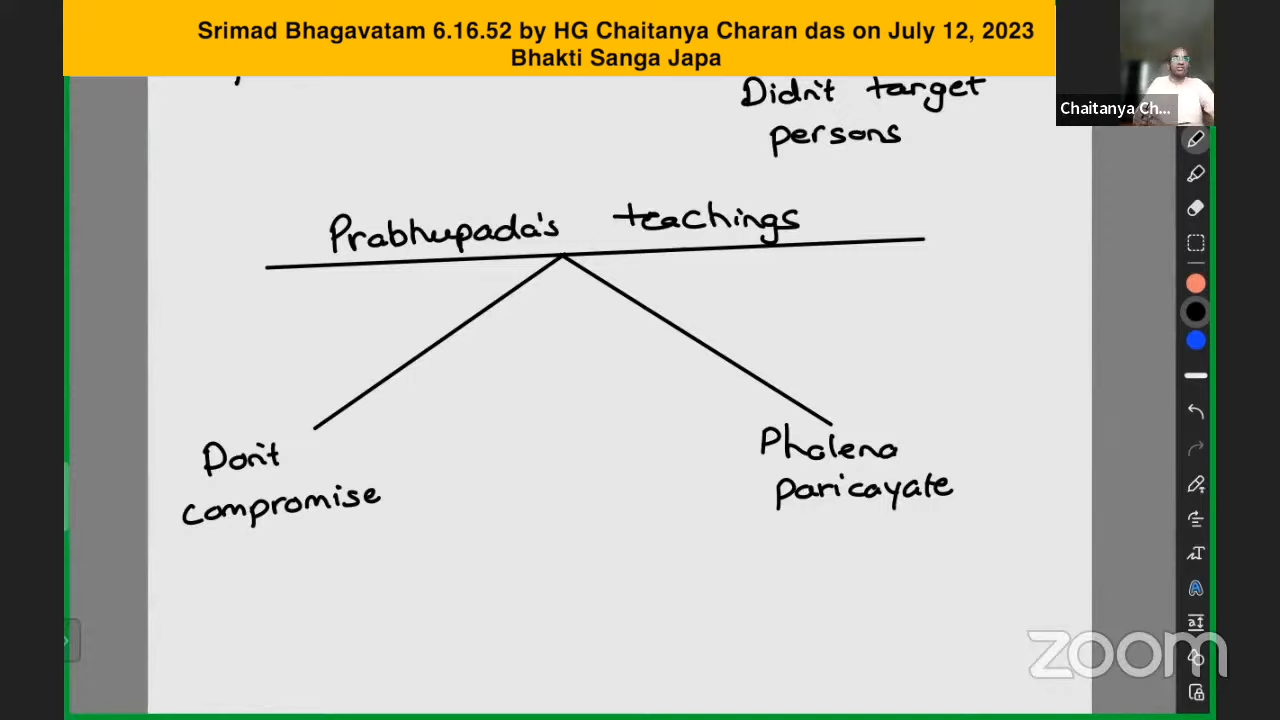 Srimad Bhagavatam 6.16.52 by HG Chaitanya Charan das on July 12, 2023
Bhakti Sanga Japa
Chaitanya Ch...
Didn't target
persons
Prabhupada's teachings
Don't
compromise
Phalena
paricayate
zoom